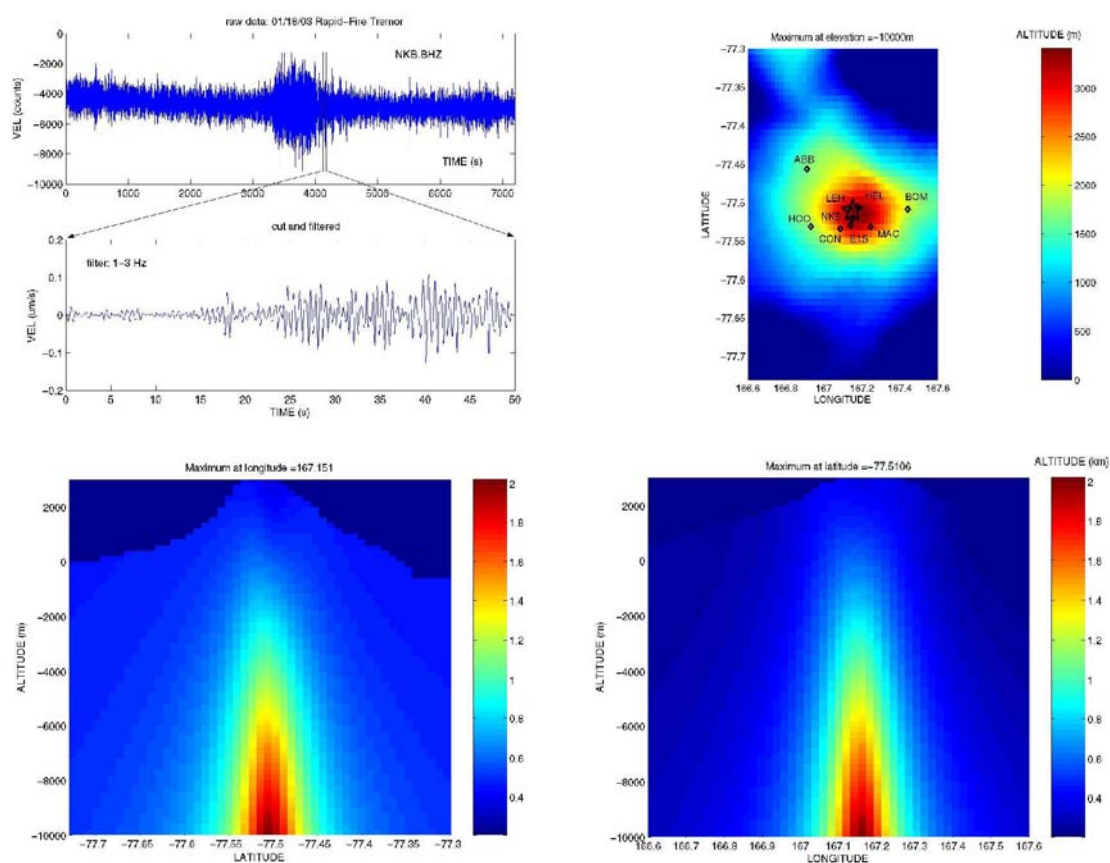 raw data: 01/18/03 Rapid-Fire Tremor
0
-2000
-4000
-6000
-8000
-10000
VEL (counts)
NKB.BHZ
TIME (s)
0 1000 2000 3000 4000 5000 6000 7000
cut and filtered
0.2
0.1
0
-0.1
-0.2
VEL (um/s)
filter: 1-3 Hz
0 5 10 15 20 25 30 35 40 45 50
TIME (s)
Maximum at elevation =-10000m
ALTITUDE (m)
-77.3
-77.35
-77.4
-77.45
-77.5
-77.55
-77.6
-77.65
-77.7
LATITUDE
ABB
LEH HEL BOM
HOO NKB
CON E1S MAC
166.6 166.8 167 167.2 167.4 167.6
LONGITUDE
3000
2500
2000
1500
1000
500
0
Maximum at longitude =167.151
2000
0
-2000
-4000
-6000
-8000
-10000
ALTITUDE (m)
-77.7 -77.65 -77.6 -77.55 -77.5 -77.45 -77.4 -77.35 -77.3
LATITUDE
2
1.8
1.6
1.4
1.2
1
0.8
0.6
0.4
Maximum at latitude =-77.5106
ALTITUDE (km)
2000
0
-2000
-4000
-6000
-8000
-10000
ALTITUDE (m)
166.6 166.7 166.8 166.9 167 167.1 167.2 167.3 167.4 167.5 167.6
LONGITUDE
2
1.8
1.6
1.4
1.2
1
0.8
0.6
0.4